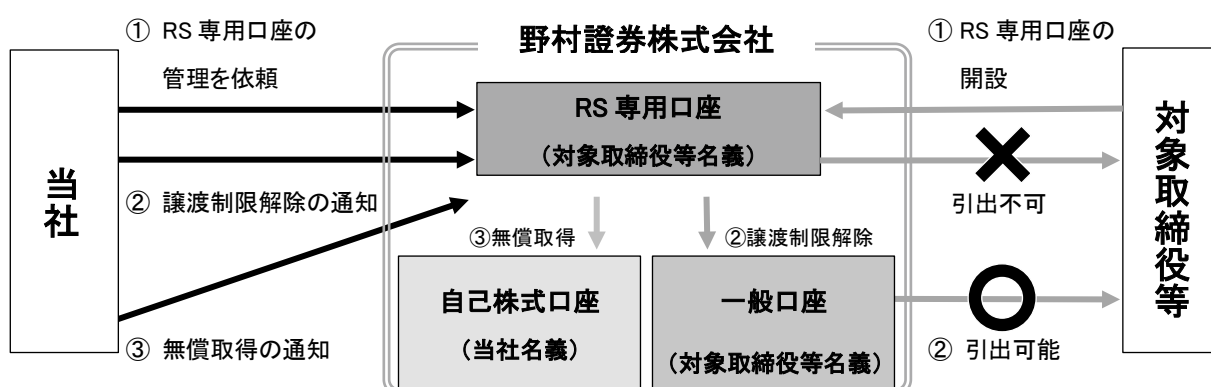 ① RS 専用口座の
管理を依頼
当社
② 譲渡制限解除の通知
③ 無償取得の通知
野村證券株式会社
RS 専用口座
(対象取締役等名義)
③無償取得
②譲渡制限解除
自己株式口座
(当社名義)
一般口座
(対象取締役等名義)
① RS 専用口座の
開設
引出不可
② 引出可能
対象取締役等